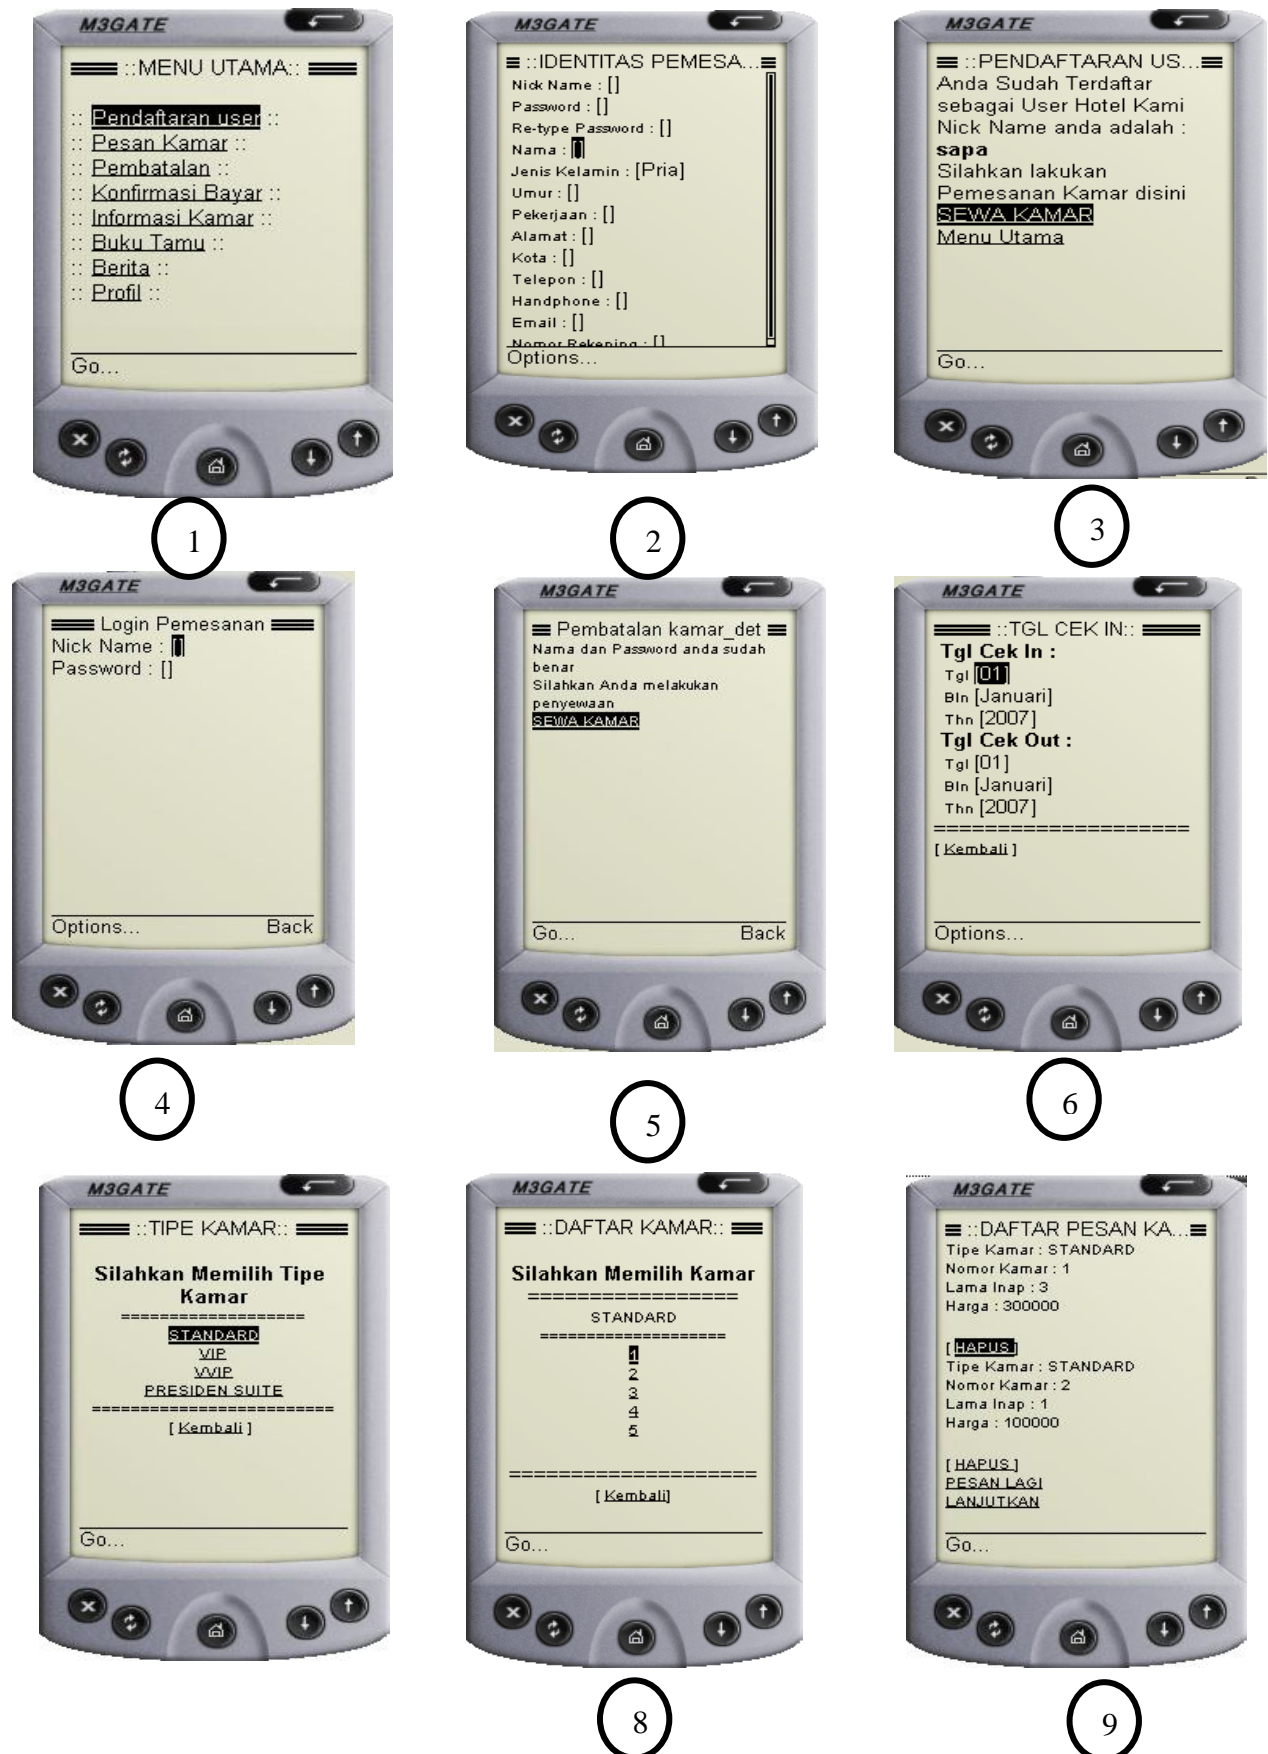 M3GATE
::MENU UTAMA::
:: Pendaftaran user ::
:: Pesan Kamar ::
:: Pembatalan ::
:: Konfirmasi Bayar ::
:: Informasi Kamar ::
:: Buku Tamu ::
:: Berita ::
:: Profil ::
Go...
1
M3GATE
::IDENTITAS PEMESA...
Nick Name : []
Password : []
Re-type Password : []
Nama : []
Jenis Kelamin : [Pria]
Umur : []
Pekerjaan : []
Alamat : []
Kota : []
Telepon : []
Handphone : []
Email : []
Nomor Rekening : []
Options...
2
M3GATE
::PENDAFTARAN US...
Anda Sudah Terdaftar
sebagai User Hotel Kami
Nick Name anda adalah :
sapa
Silahkan lakukan
Pemesanan Kamar disini
SEWA KAMAR
Menu Utama
Go...
3
M3GATE
Login Pemesanan
Nick Name : []
Password : []
Options... Back
4
M3GATE
Pembatalan kamar_det
Nama dan Password anda sudah
benar
Silahkan Anda melakukan
penyewaan
SEWA KAMAR
Go... Back
5
M3GATE
::TGL CEK IN::
Tgl Cek In :
Tgl [01]
Bln [Januari]
Thn [2007]
Tgl Cek Out :
Tgl [01]
Bln [Januari]
Thn [2007]
====================
[ Kembali ]
Options...
6
M3GATE
::TIPE KAMAR::
Silahkan Memilih Tipe
Kamar
===================
STANDARD
VIP
VVIP
PRESIDEN SUITE
=========================
[ Kembali ]
Go...
M3GATE
::DAFTAR KAMAR::
Silahkan Memilih Kamar
=================
STANDARD
===================
1
2
3
4
5
====================
[ Kembali]
Go...
8
M3GATE
::DAFTAR PESAN KA...
Tipe Kamar : STANDARD
Nomor Kamar : 1
Lama Inap : 3
Harga : 300000
[ HAPUS ]
Tipe Kamar : STANDARD
Nomor Kamar : 2
Lama Inap : 1
Harga : 100000
[ HAPUS ]
PESAN LAGI
LANJUTKAN
Go...
9